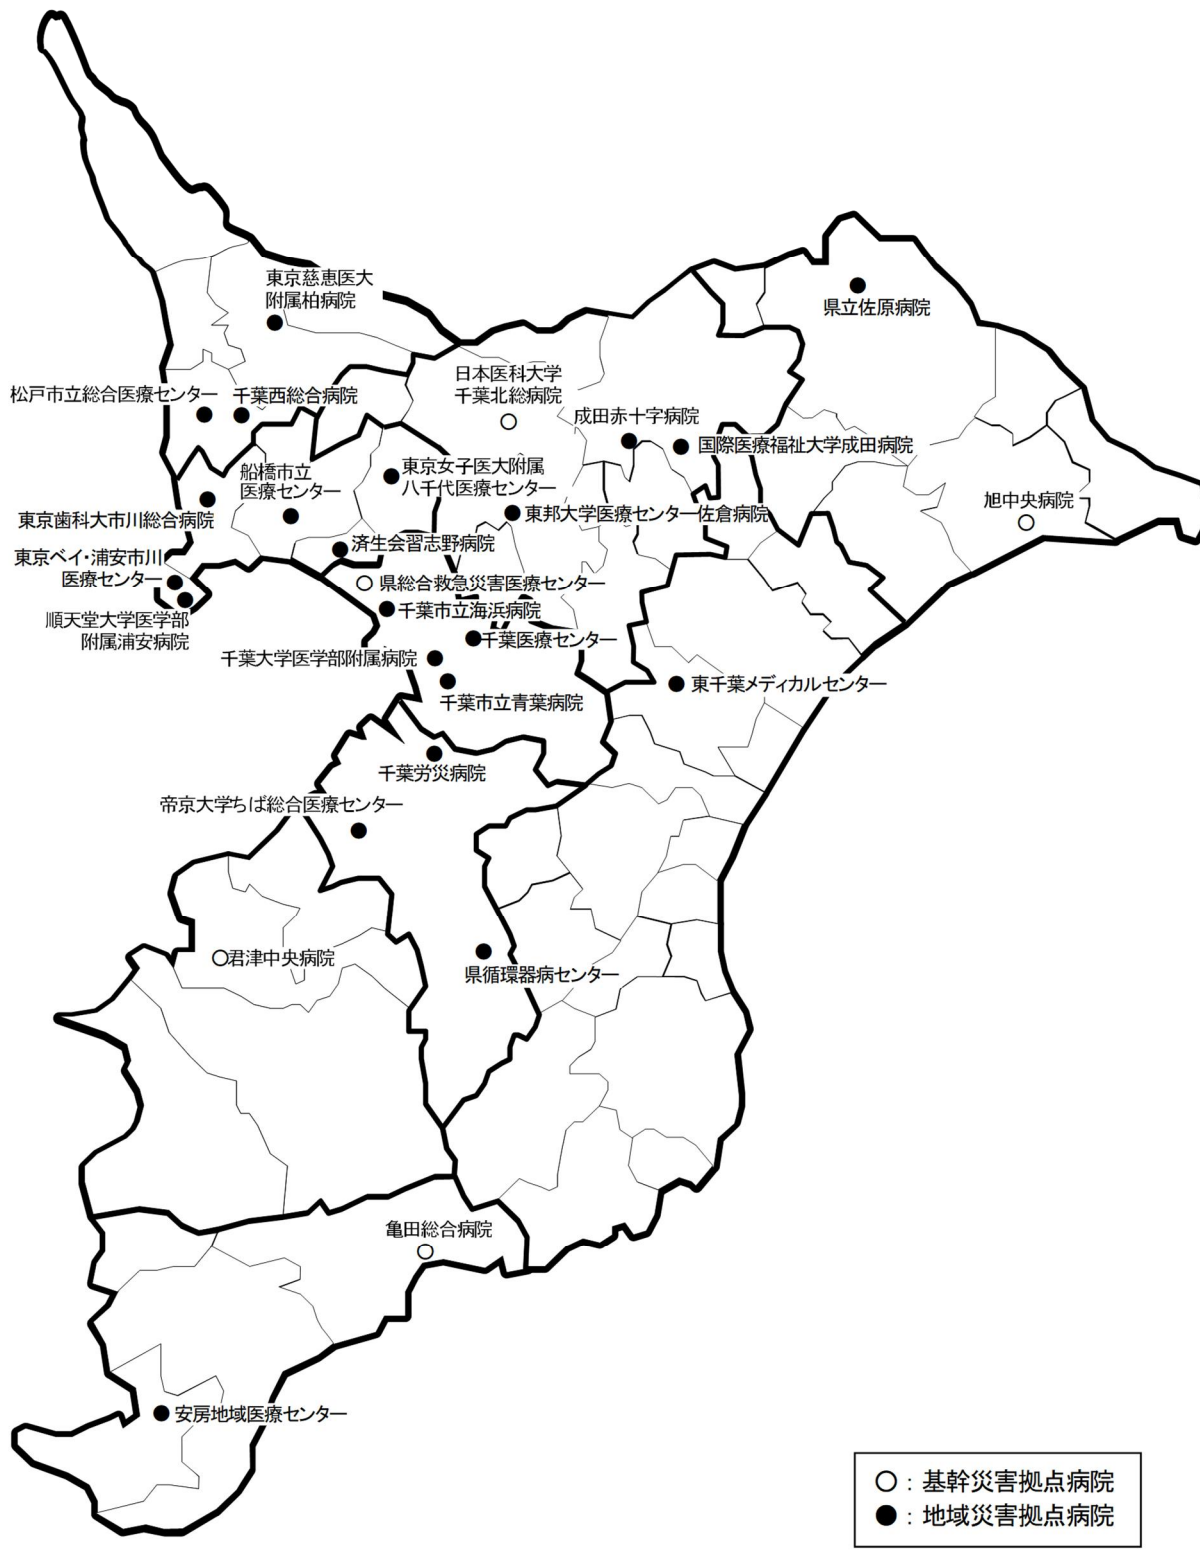 東京慈恵医大
附属柏病院
県立佐原病院
日本医科大学
千葉北総病院
松戸市立総合医療センター
千葉西総合病院
成田赤十字病院
国際医療福祉大学成田病院
船橋市立
医療センター
東京女子医大附属
八千代医療センター
旭中央病院
東京歯科大市川総合病院
東邦大学医療センター佐倉病院
済生会習志野病院
東京ベイ・浦安市川
医療センター
県総合救急災害医療センター
千葉市立海浜病院
順天堂大学医学部
附属浦安病院
千葉医療センター
千葉大学医学部附属病院
東千葉メディカルセンター
千葉市立青葉病院
千葉労災病院
帝京大学ちば総合医療センター
君津中央病院
県循環器病センター
亀田総合病院
安房地域医療センター
○：基幹災害拠点病院
●：地域災害拠点病院